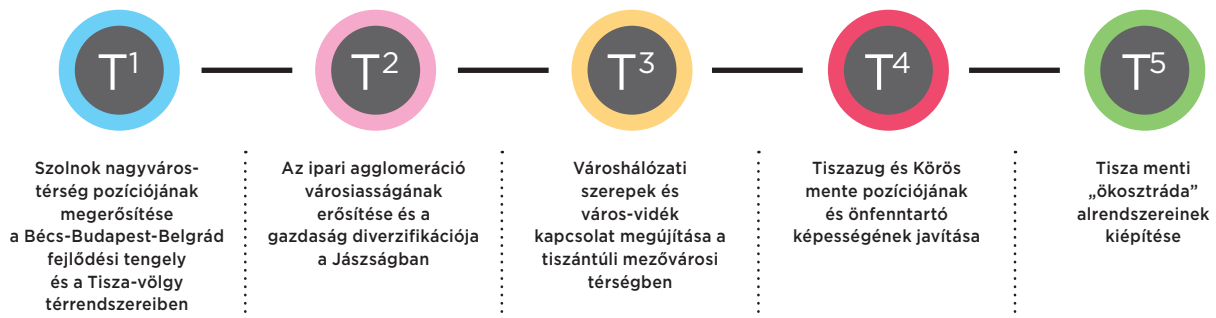 T¹
Szolnok nagyváros-
térség pozíciójának
megerősítése
a Bécs-Budapest-Belgrád
fejlődési tengely
és a Tisza-völgy
térrendszereiben
T²
Az ipari agglomeráció
városiasságának
erősítése és a
gazdaság diverzifikációja
a Jászságban
T³
Városhálózati
szerepek és
város-vidék
kapcsolat megújítása a
tiszántúli mezővárosi
térségben
T⁴
Tiszazug és Körös
mente pozíciójának
és önfenntartó
képességének javítása
T⁵
Tisza menti
„ökosztráda”
alrendszereinek
kiépítése